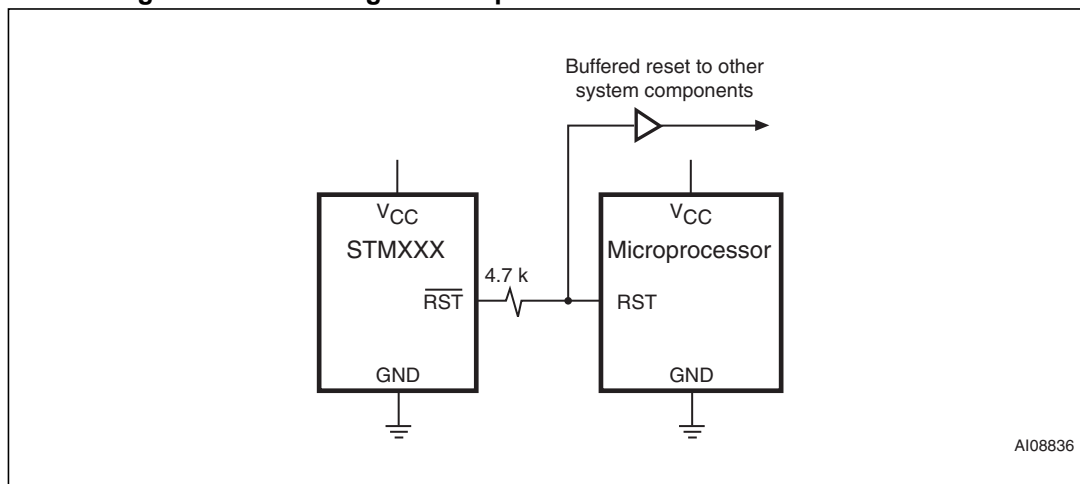 Buffered reset to other
system components
VCC
STMXXX
4.7 k
RST
GND
VCC
Microprocessor
RST
GND
AI08836